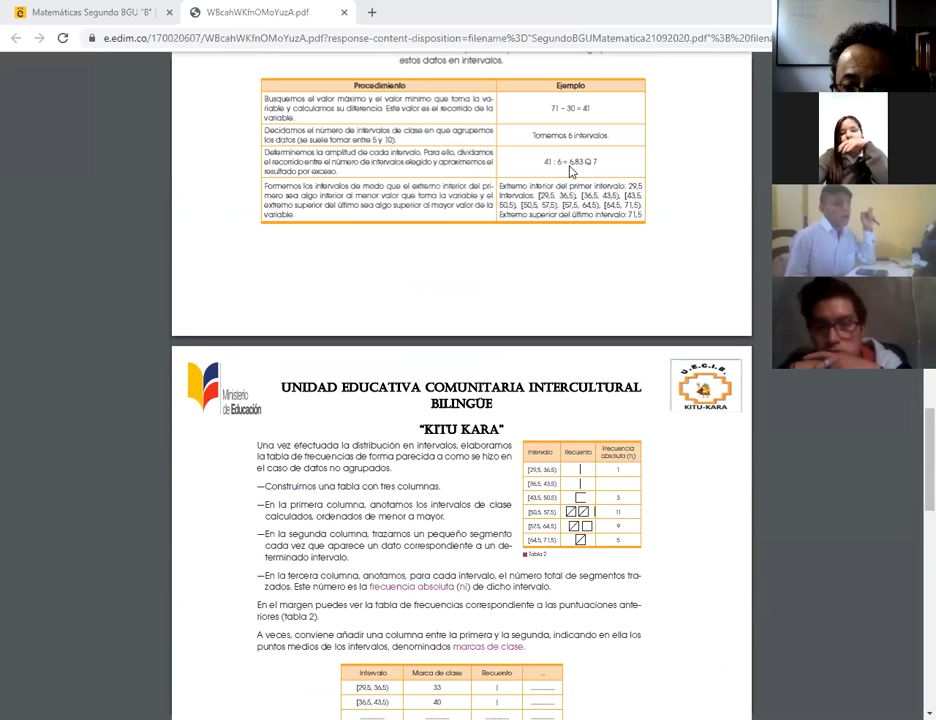 Matemáticas Segundo BGU "B" ×
WBcahWKfnOMoYuzA.pdf × +
e.edim.co/170020607/WBcahWKfnOMoYuzA.pdf?response-content-disposition=filename%3D"SegundoBGUMatematica21092020.pdf"%3B%20filena
estos datos en intervalos.
Procedimiento Ejemplo
Busquemos el valor máximo y el valor mínimo que toma la va-
riable y calculamos su diferencia. Este valor es el recorrido de la
variable.
71 – 30 = 41
Decidamos el número de intervalos de clase en que agrupemos
los datos (se suele tomar entre 5 y 10).
Tomemos 6 intervalos.
Determinemos la amplitud de cada intervalo. Para ello, dividamos
el recorrido entre el número de intervalos elegido y aproximemos el
resultado por exceso.
41 : 6 = 6,83 Q 7
Formemos los intervalos de modo que el extremo inferior del pri-
mero sea algo inferior al menor valor que toma la variable y el
extremo superior del último sea algo superior al mayor valor de la
variable.
Extremo inferior del primer intervalo: 29,5
Intervalos: [29,5, 36,5), [36,5, 43,5), [43,5,
50,5), [50,5, 57,5), [57,5, 64,5), [64,5, 71,5).
Extremo superior del último intervalo: 71,5
Ministerio
de Educación
UNIDAD EDUCATIVA COMUNITARIA INTERCULTURAL
BILINGÜE
"KITU KARA"
U.E.C.I.B.
KITU-KARA
Una vez efectuada la distribución en intervalos, elaboramos
la tabla de frecuencias de forma parecida a como se hizo en
el caso de datos no agrupados.
—Construimos una tabla con tres columnas.
—En la primera columna, anotamos los intervalos de clase
calculados, ordenados de menor a mayor.
—En la segunda columna, trazamos un pequeño segmento
cada vez que aparece un dato correspondiente a un de-
terminado intervalo.
Intervalo Recuento Frecuencia
absoluta (n)
[29,5, 36,5) | 1
[36,5, 43,5) |
[43,5, 50,5) 3
[50,5, 57,5) 11
[57,5, 64,5) 9
[64,5, 71,5) 5
Tabla 2
—En la tercera columna, anotamos, para cada intervalo, el número total de segmentos tra-
zados. Este número es la frecuencia absoluta (ni) de dicho intervalo.
En el margen puedes ver la tabla de frecuencias correspondiente a las puntuaciones ante-
riores (tabla 2).
A veces, conviene añadir una columna entre la primera y la segunda, indicando en ella los
puntos medios de los intervalos, denominados marcas de clase.
Intervalo Marca de clase Recuento ...
[29,5, 36,5) 33 | ..........
[36,5, 43,5) 40 | ..........